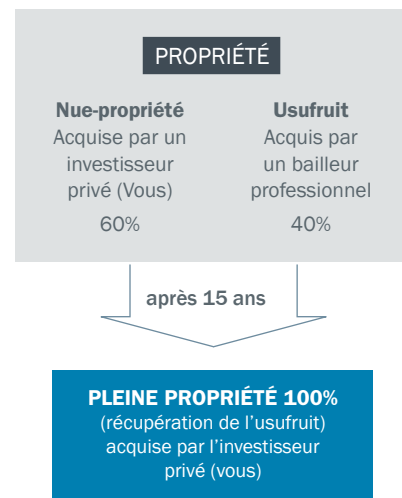 PROPRIÉTÉ
Nue-propriété
Acquise par un
investisseur
privé (Vous)
60%
Usufruit
Acquis par
un bailleur
professionnel
40%
après 15 ans
PLEINE PROPRIÉTÉ 100%
(récupération de l'usufruit)
acquise par l'investisseur
privé (vous)